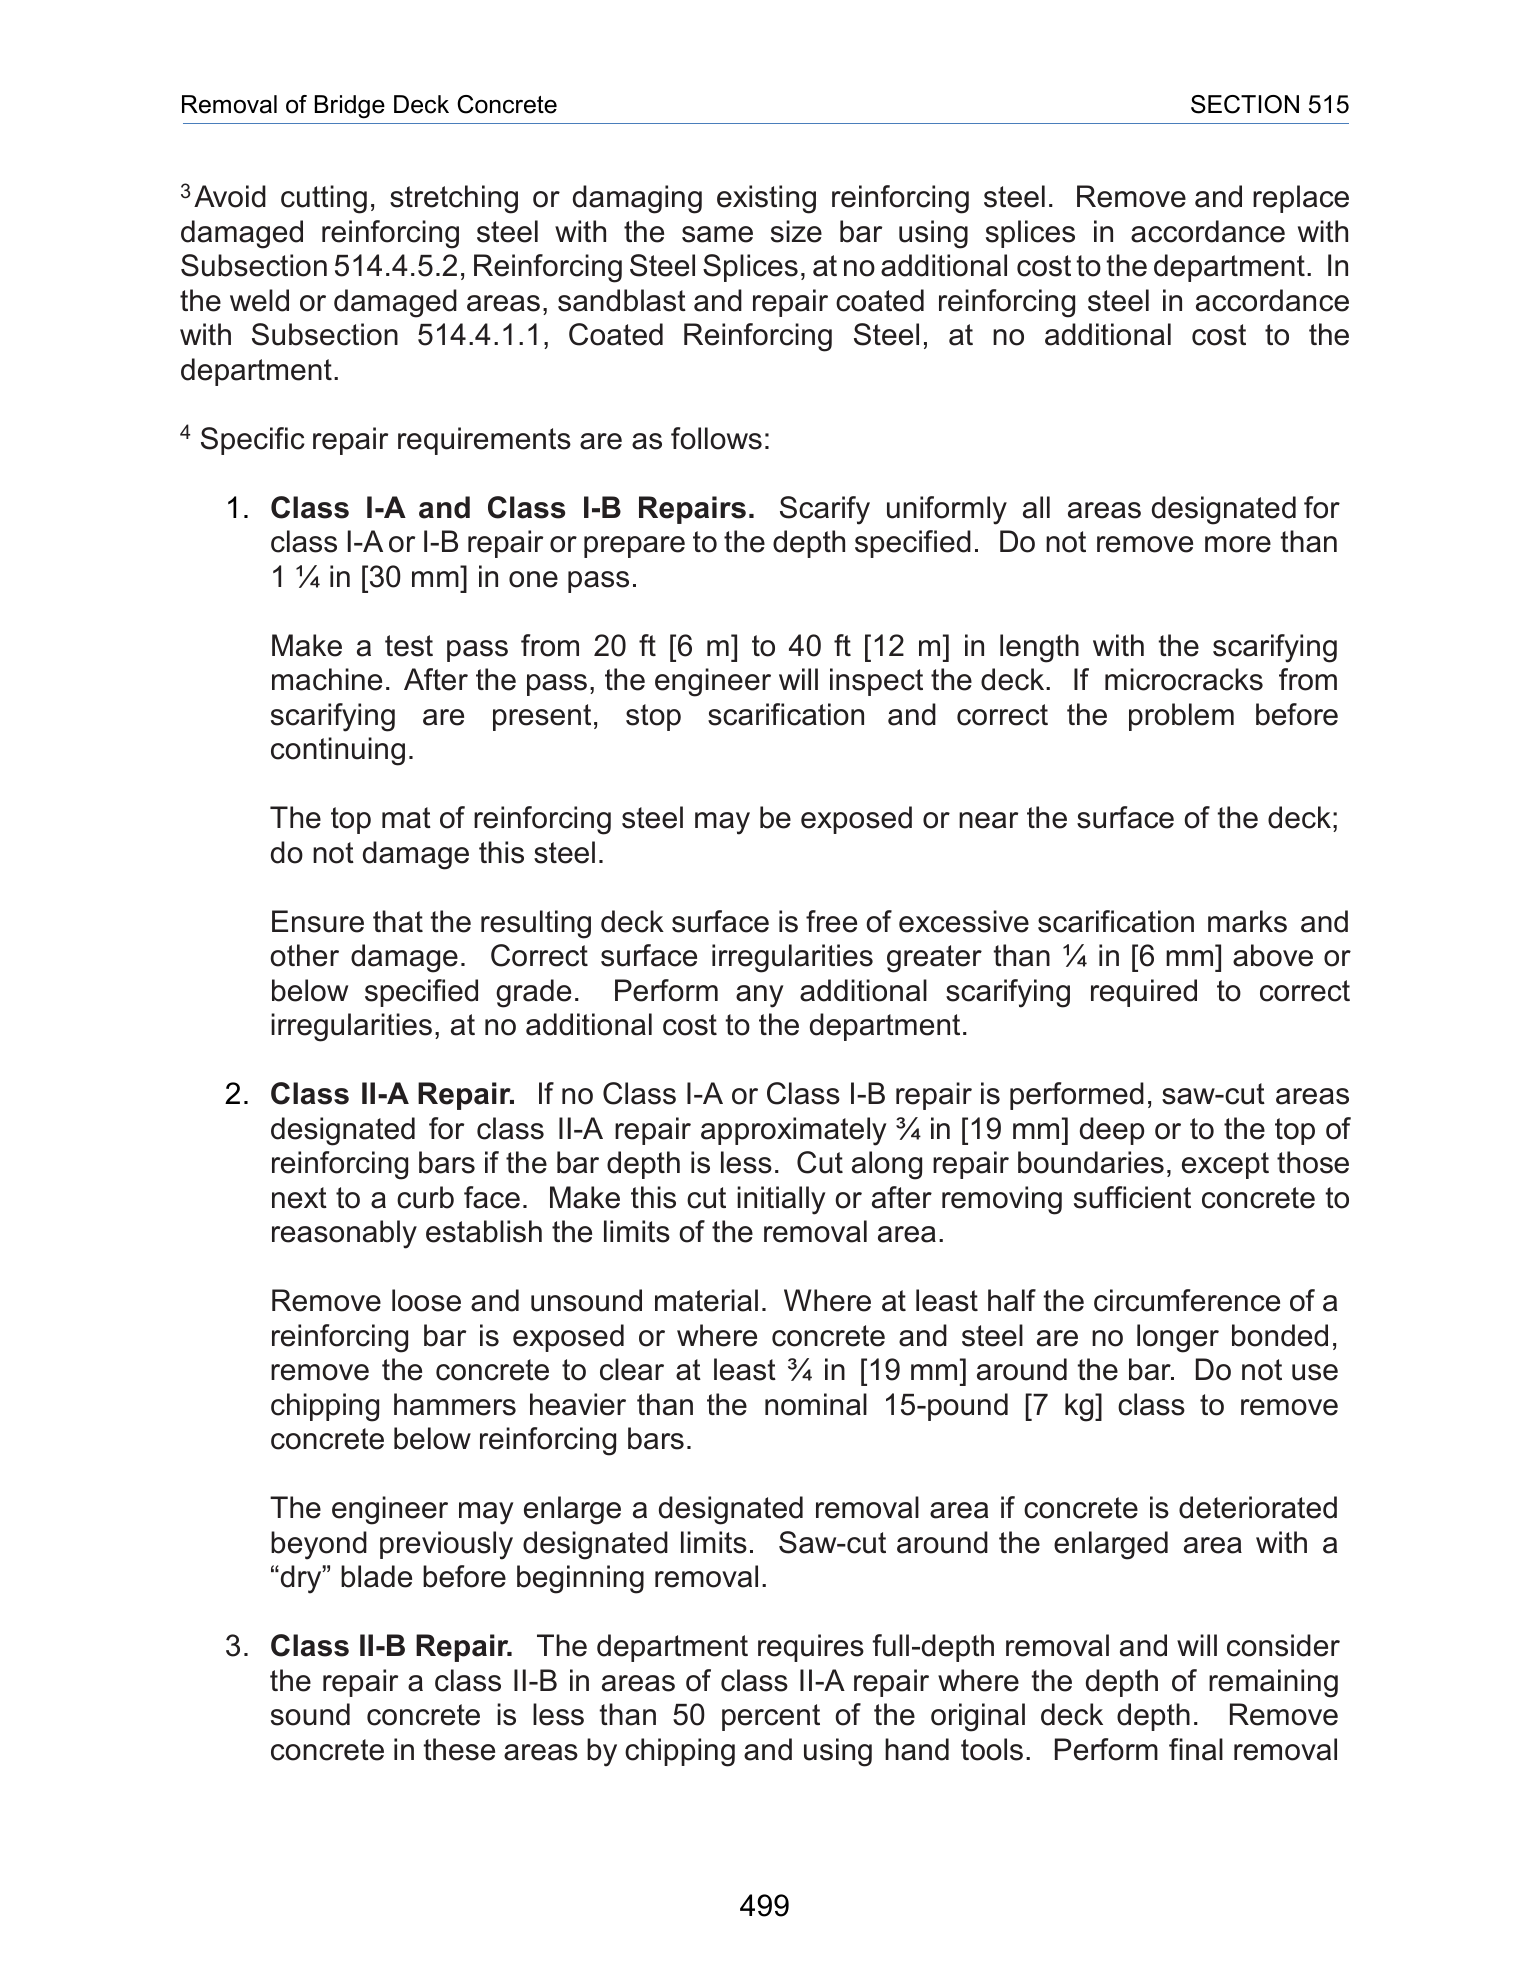 Removal of Bridge Deck Concrete SECTION 515
³ Avoid cutting, stretching or damaging existing reinforcing steel. Remove and replace
damaged reinforcing steel with the same size bar using splices in accordance with
Subsection 514.4.5.2, Reinforcing Steel Splices, at no additional cost to the department. In
the weld or damaged areas, sandblast and repair coated reinforcing steel in accordance
with Subsection 514.4.1.1, Coated Reinforcing Steel, at no additional cost to the
department.
⁴ Specific repair requirements are as follows:
1. Class I-A and Class I-B Repairs. Scarify uniformly all areas designated for
class I-A or I-B repair or prepare to the depth specified. Do not remove more than
1 ¼ in [30 mm] in one pass.
Make a test pass from 20 ft [6 m] to 40 ft [12 m] in length with the scarifying
machine. After the pass, the engineer will inspect the deck. If microcracks from
scarifying are present, stop scarification and correct the problem before
continuing.
The top mat of reinforcing steel may be exposed or near the surface of the deck;
do not damage this steel.
Ensure that the resulting deck surface is free of excessive scarification marks and
other damage. Correct surface irregularities greater than ¼ in [6 mm] above or
below specified grade. Perform any additional scarifying required to correct
irregularities, at no additional cost to the department.
2. Class II-A Repair. If no Class I-A or Class I-B repair is performed, saw-cut areas
designated for class II-A repair approximately ¾ in [19 mm] deep or to the top of
reinforcing bars if the bar depth is less. Cut along repair boundaries, except those
next to a curb face. Make this cut initially or after removing sufficient concrete to
reasonably establish the limits of the removal area.
Remove loose and unsound material. Where at least half the circumference of a
reinforcing bar is exposed or where concrete and steel are no longer bonded,
remove the concrete to clear at least ¾ in [19 mm] around the bar. Do not use
chipping hammers heavier than the nominal 15-pound [7 kg] class to remove
concrete below reinforcing bars.
The engineer may enlarge a designated removal area if concrete is deteriorated
beyond previously designated limits. Saw-cut around the enlarged area with a
“dry” blade before beginning removal.
3. Class II-B Repair. The department requires full-depth removal and will consider
the repair a class II-B in areas of class II-A repair where the depth of remaining
sound concrete is less than 50 percent of the original deck depth. Remove
concrete in these areas by chipping and using hand tools. Perform final removal
499